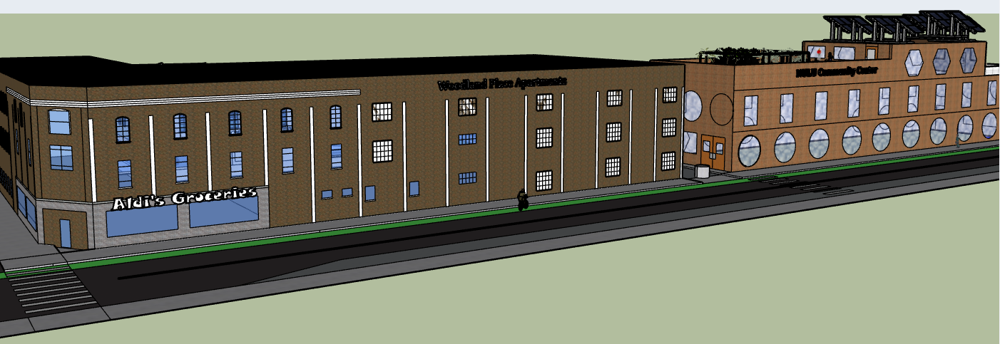 Woodland Place Apartments
Community Center
Aldi's Groceries